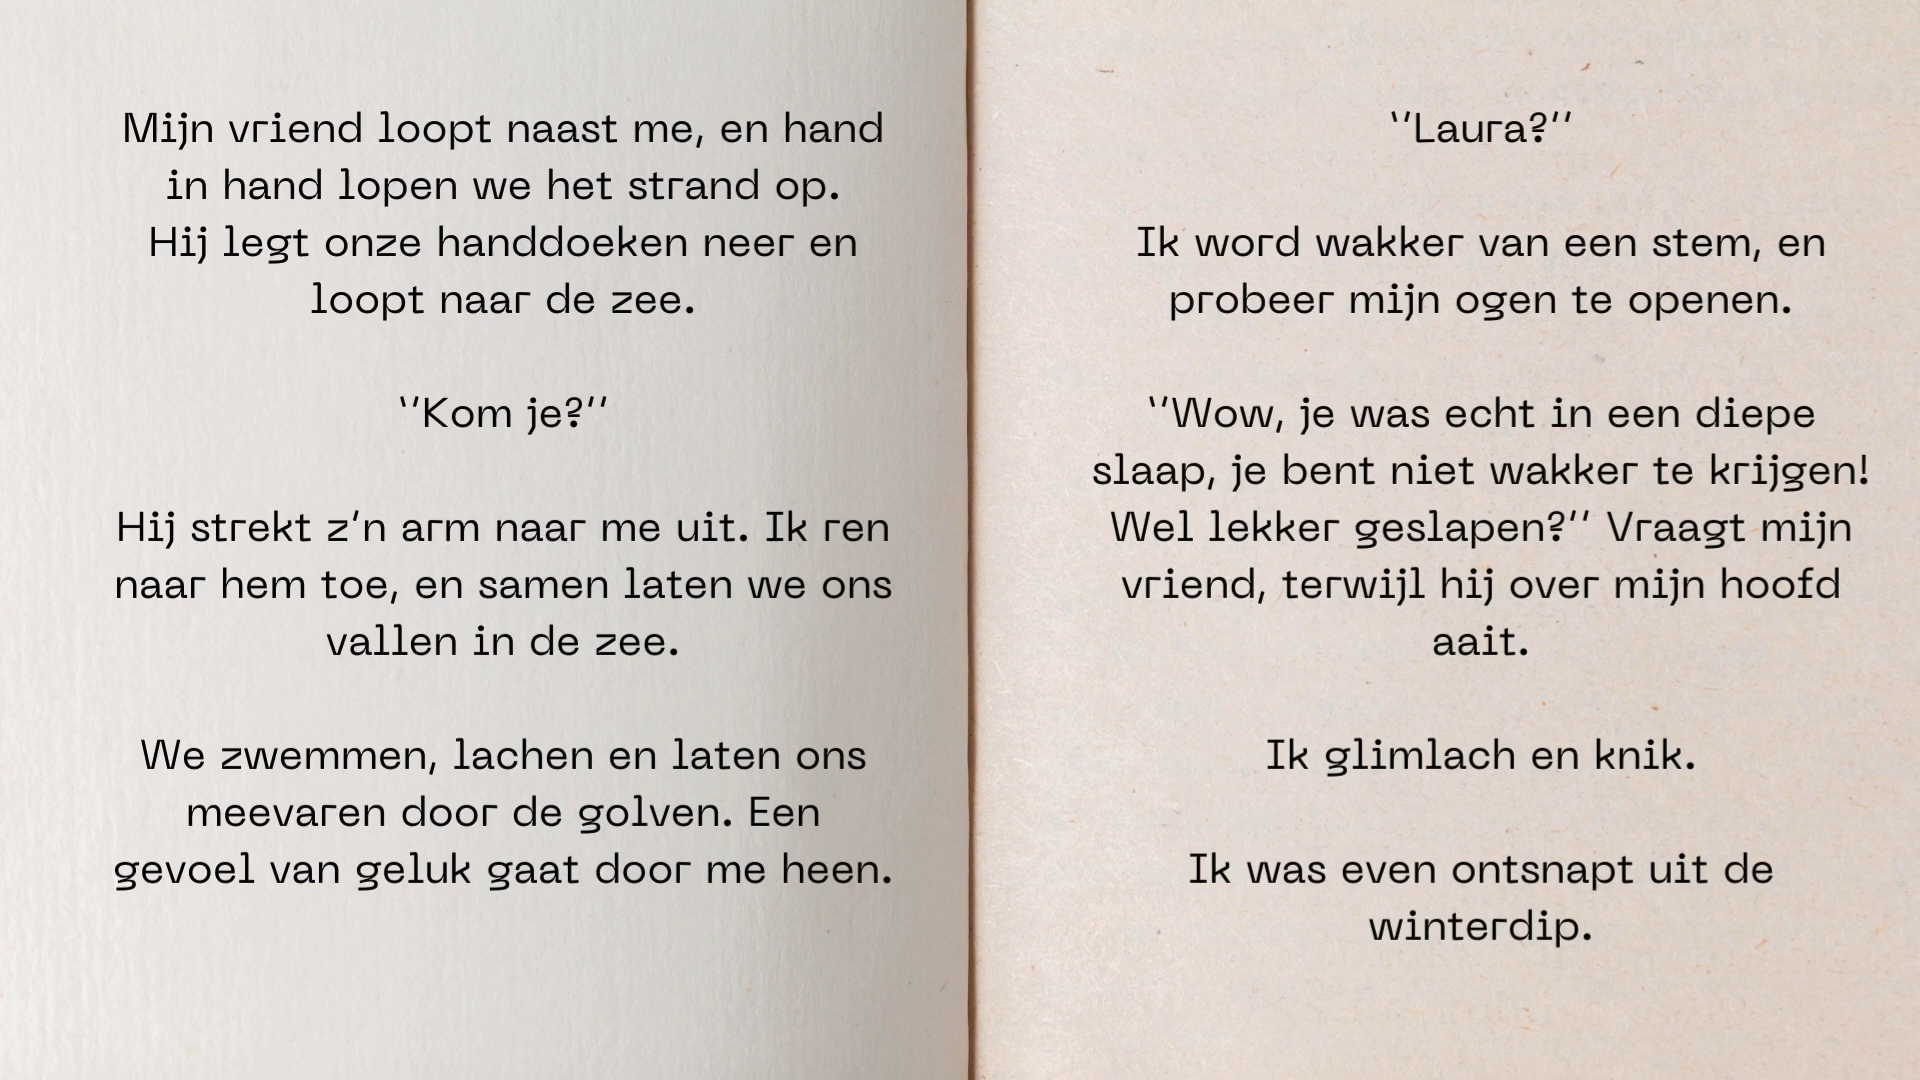 Mijn vriend loopt naast me, en hand
in hand lopen we het strand op.
Hij legt onze handdoeken neer en
loopt naar de zee.
‘‘Kom je?’’
Hij strekt z’n arm naar me uit. Ik ren
naar hem toe, en samen laten we ons
vallen in de zee.
We zwemmen, lachen en laten ons
meevaren door de golven. Een
gevoel van geluk gaat door me heen.
‘‘Laura?’’
Ik word wakker van een stem, en
probeer mijn ogen te openen.
‘‘Wow, je was echt in een diepe
slaap, je bent niet wakker te krijgen!
Wel lekker geslapen?’’ Vraagt mijn
vriend, terwijl hij over mijn hoofd
aait.
Ik glimlach en knik.
Ik was even ontsnapt uit de
winterdip.